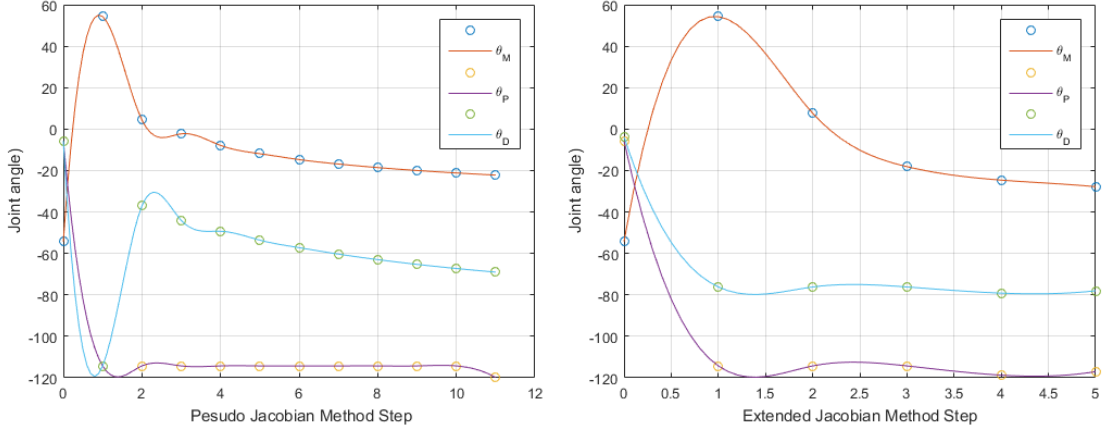 60
40
20
0
-20
-40
-60
-80
-100
-120
0 2 4 6 8 10 12
Joint angle)
Pesudo Jacobian Method Step
θM
θP
θD
60
40
20
0
-20
-40
-60
-80
-100
-120
0 0.5 1 1.5 2 2.5 3 3.5 4 4.5 5
Joint angle)
Extended Jacobian Method Step
θM
θP
θD